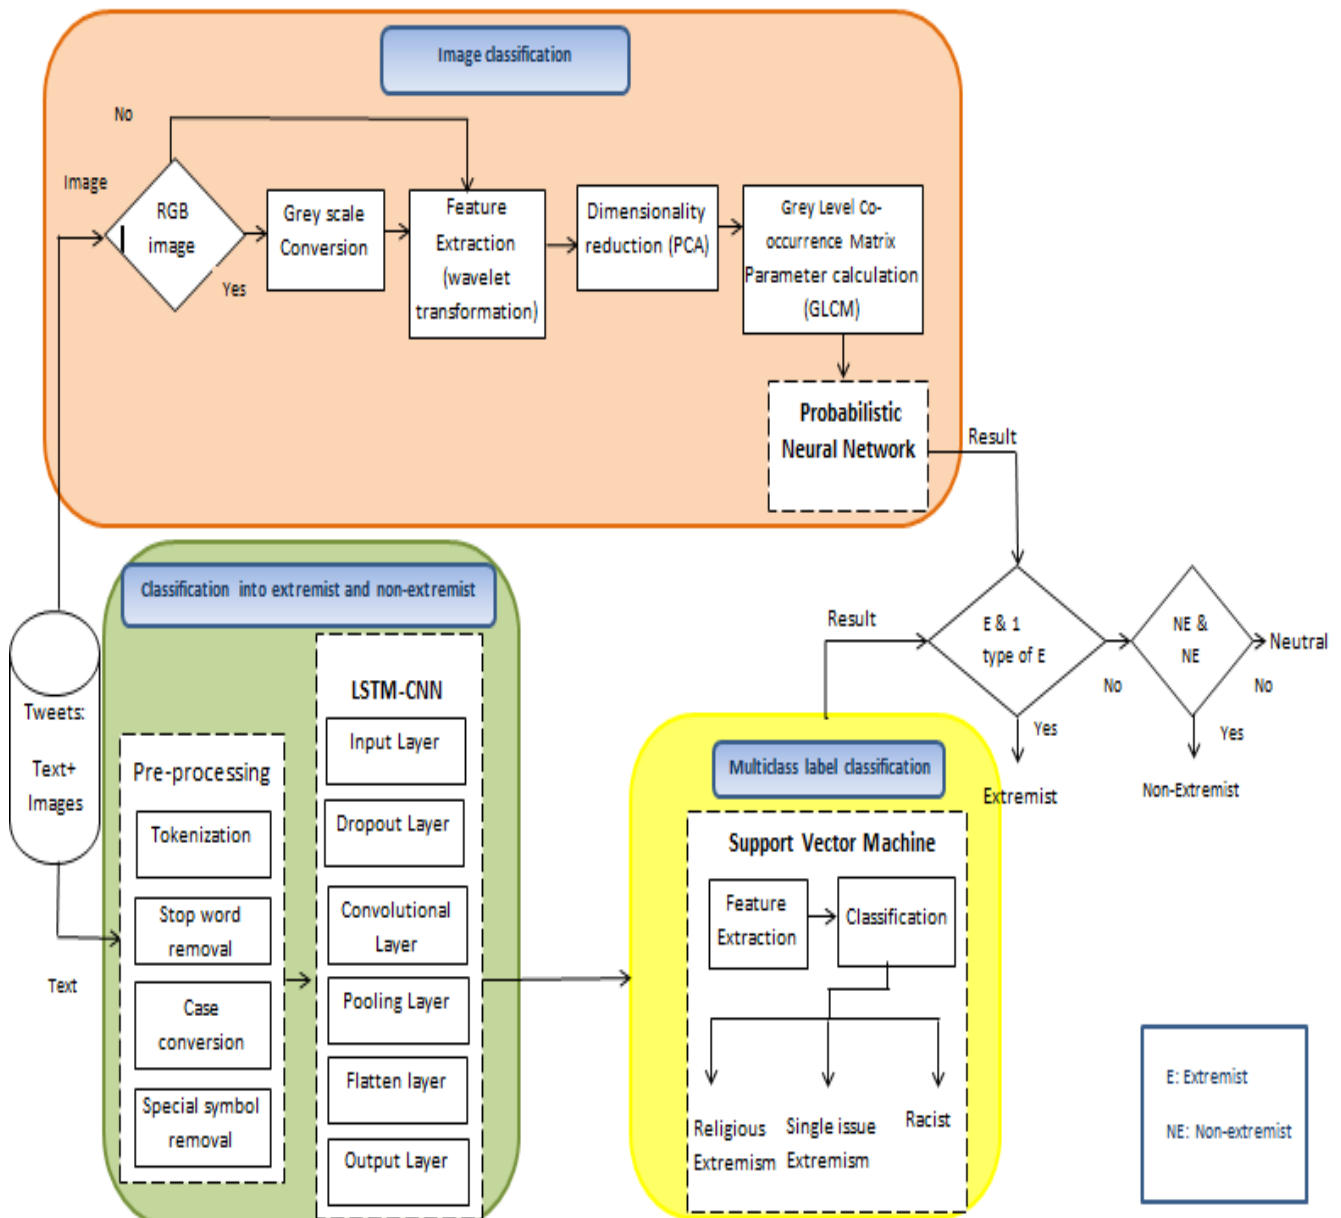 Image classification
No
Image
RGB
image
Yes
Grey scale
Conversion
Feature
Extraction
(wavelet
transformation)
Dimensionality
reduction (PCA)
Grey Level Co-
occurrence Matrix
Parameter calculation
(GLCM)
Probabilistic
Neural Network
Result
Classification into extremist and non-extremist
Tweets:
Text+
Images
Text
Pre-processing
Tokenization
Stop word
removal
Case
conversion
Special symbol
removal
LSTM-CNN
Input Layer
Dropout Layer
Convolutional
Layer
Pooling Layer
Flatten layer
Output Layer
Multiclass label classification
Support Vector Machine
Feature
Extraction
Classification
Religious
Extremism
Single issue
Extremism
Racist
Result
E & 1
type of E
No
Yes
Extremist
NE &
NE
Neutral
No
Yes
Non-Extremist
E: Extremist
NE: Non-extremist